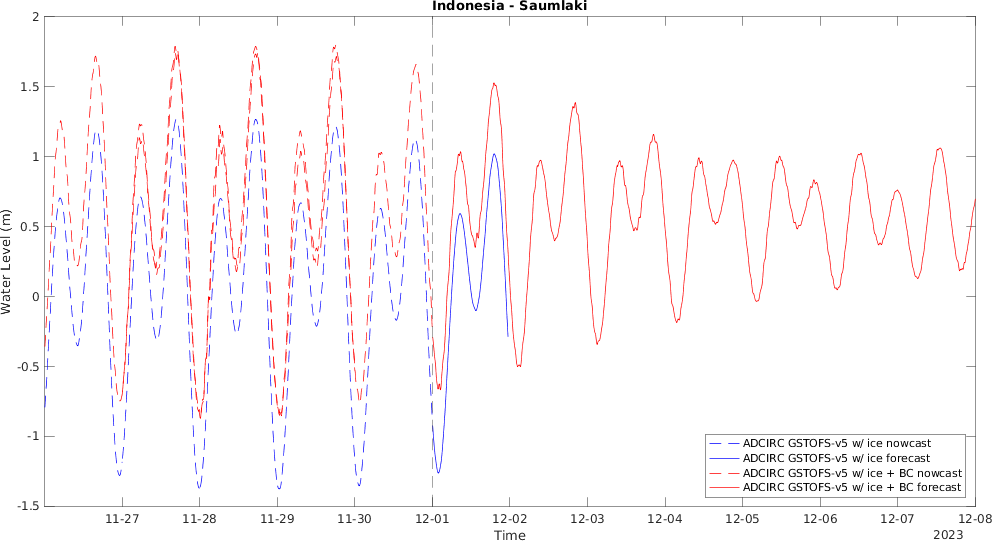 Indonesia - Saumlaki
2
1.5
1
0.5
0
-0.5
-1
-1.5
Water Level (m)
11-27 11-28 11-29 11-30 12-01 12-02 12-03 12-04 12-05 12-06 12-07 12-08
Time
2023
ADCIRC GSTOFS-v5 w/ ice nowcast
ADCIRC GSTOFS-v5 w/ ice forecast
ADCIRC GSTOFS-v5 w/ ice + BC nowcast
ADCIRC GSTOFS-v5 w/ ice + BC forecast